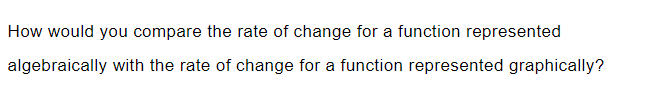 How would you compare the rate of change for a function represented
algebraically with the rate of change for a function represented graphically?